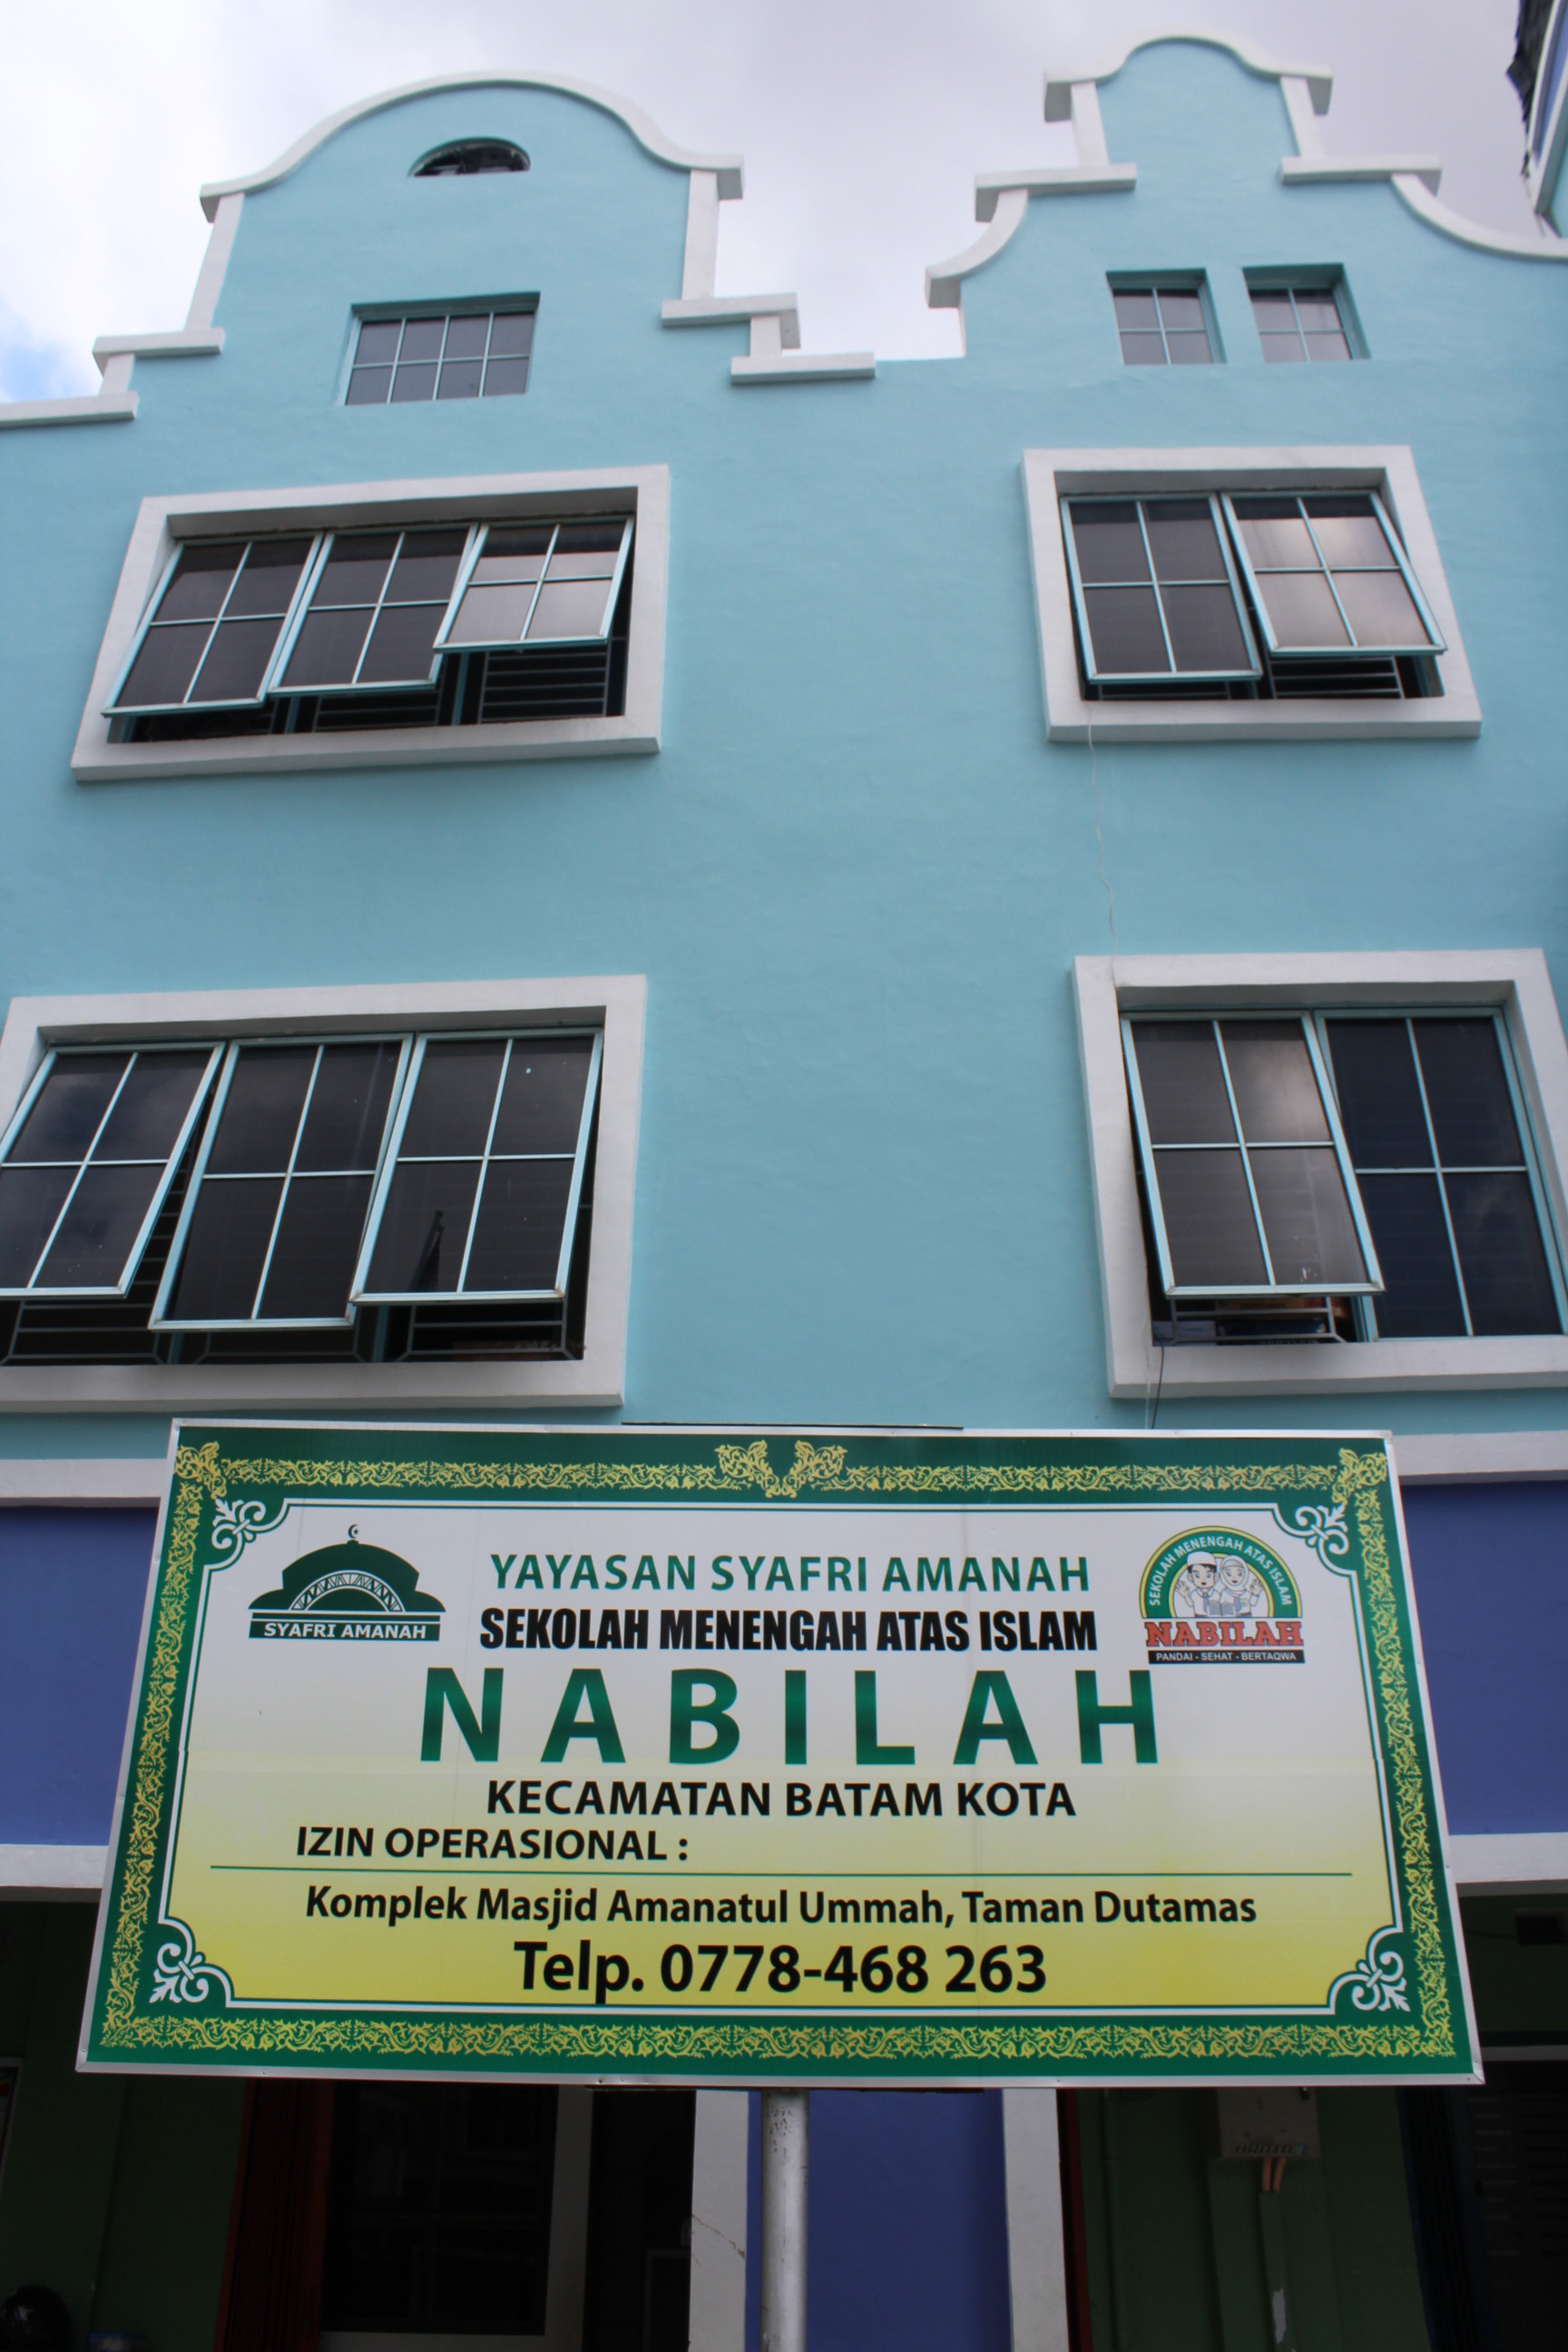 YAYASAN SYAFRI AMANAH
SEKOLAH MENENGAH ATAS ISLAM
NABILAH
KECAMATAN BATAM KOTA
IZIN OPERASIONAL :
Komplek Masjid Amanatul Ummah, Taman Dutamas
Telp. 0778-468 263
SYAFRI AMANAH
SEKOLAH MENENGAH ATAS ISLAM
NABILAH
PANDAI - SEHAT - BERTAQWA